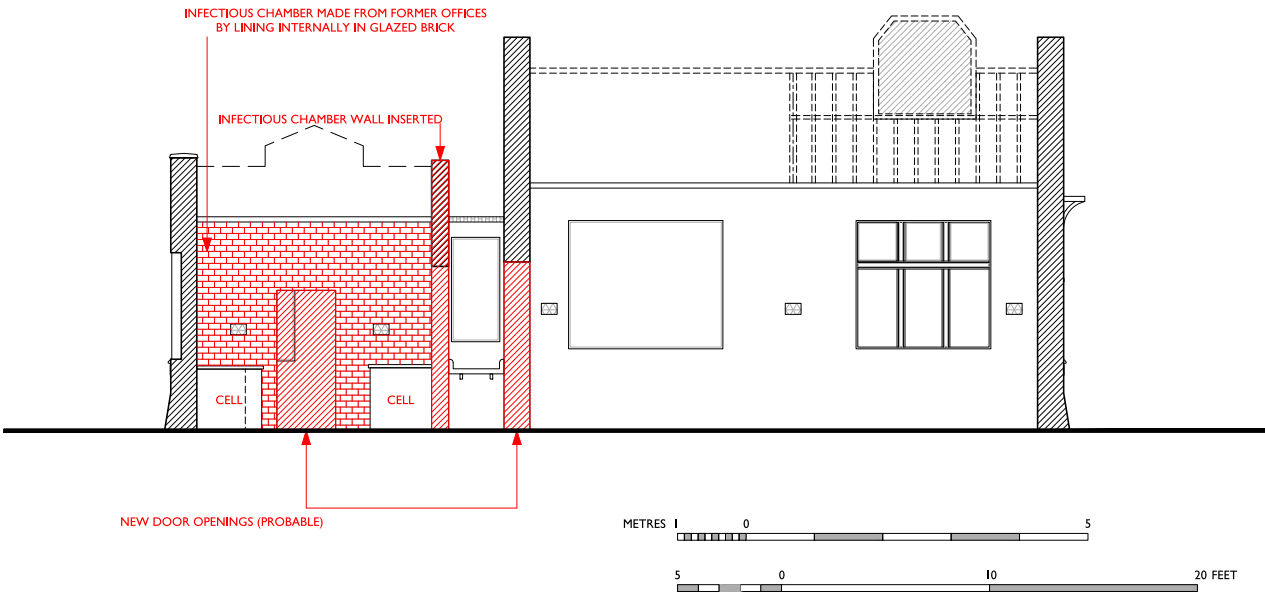 INFECTIOUS CHAMBER MADE FROM FORMER OFFICES
BY LINING INTERNALLY IN GLAZED BRICK
INFECTIOUS CHAMBER WALL INSERTED
CELL
CELL
NEW DOOR OPENINGS (PROBABLE)
METRES 1 0 5
5 0 10 20 FEET